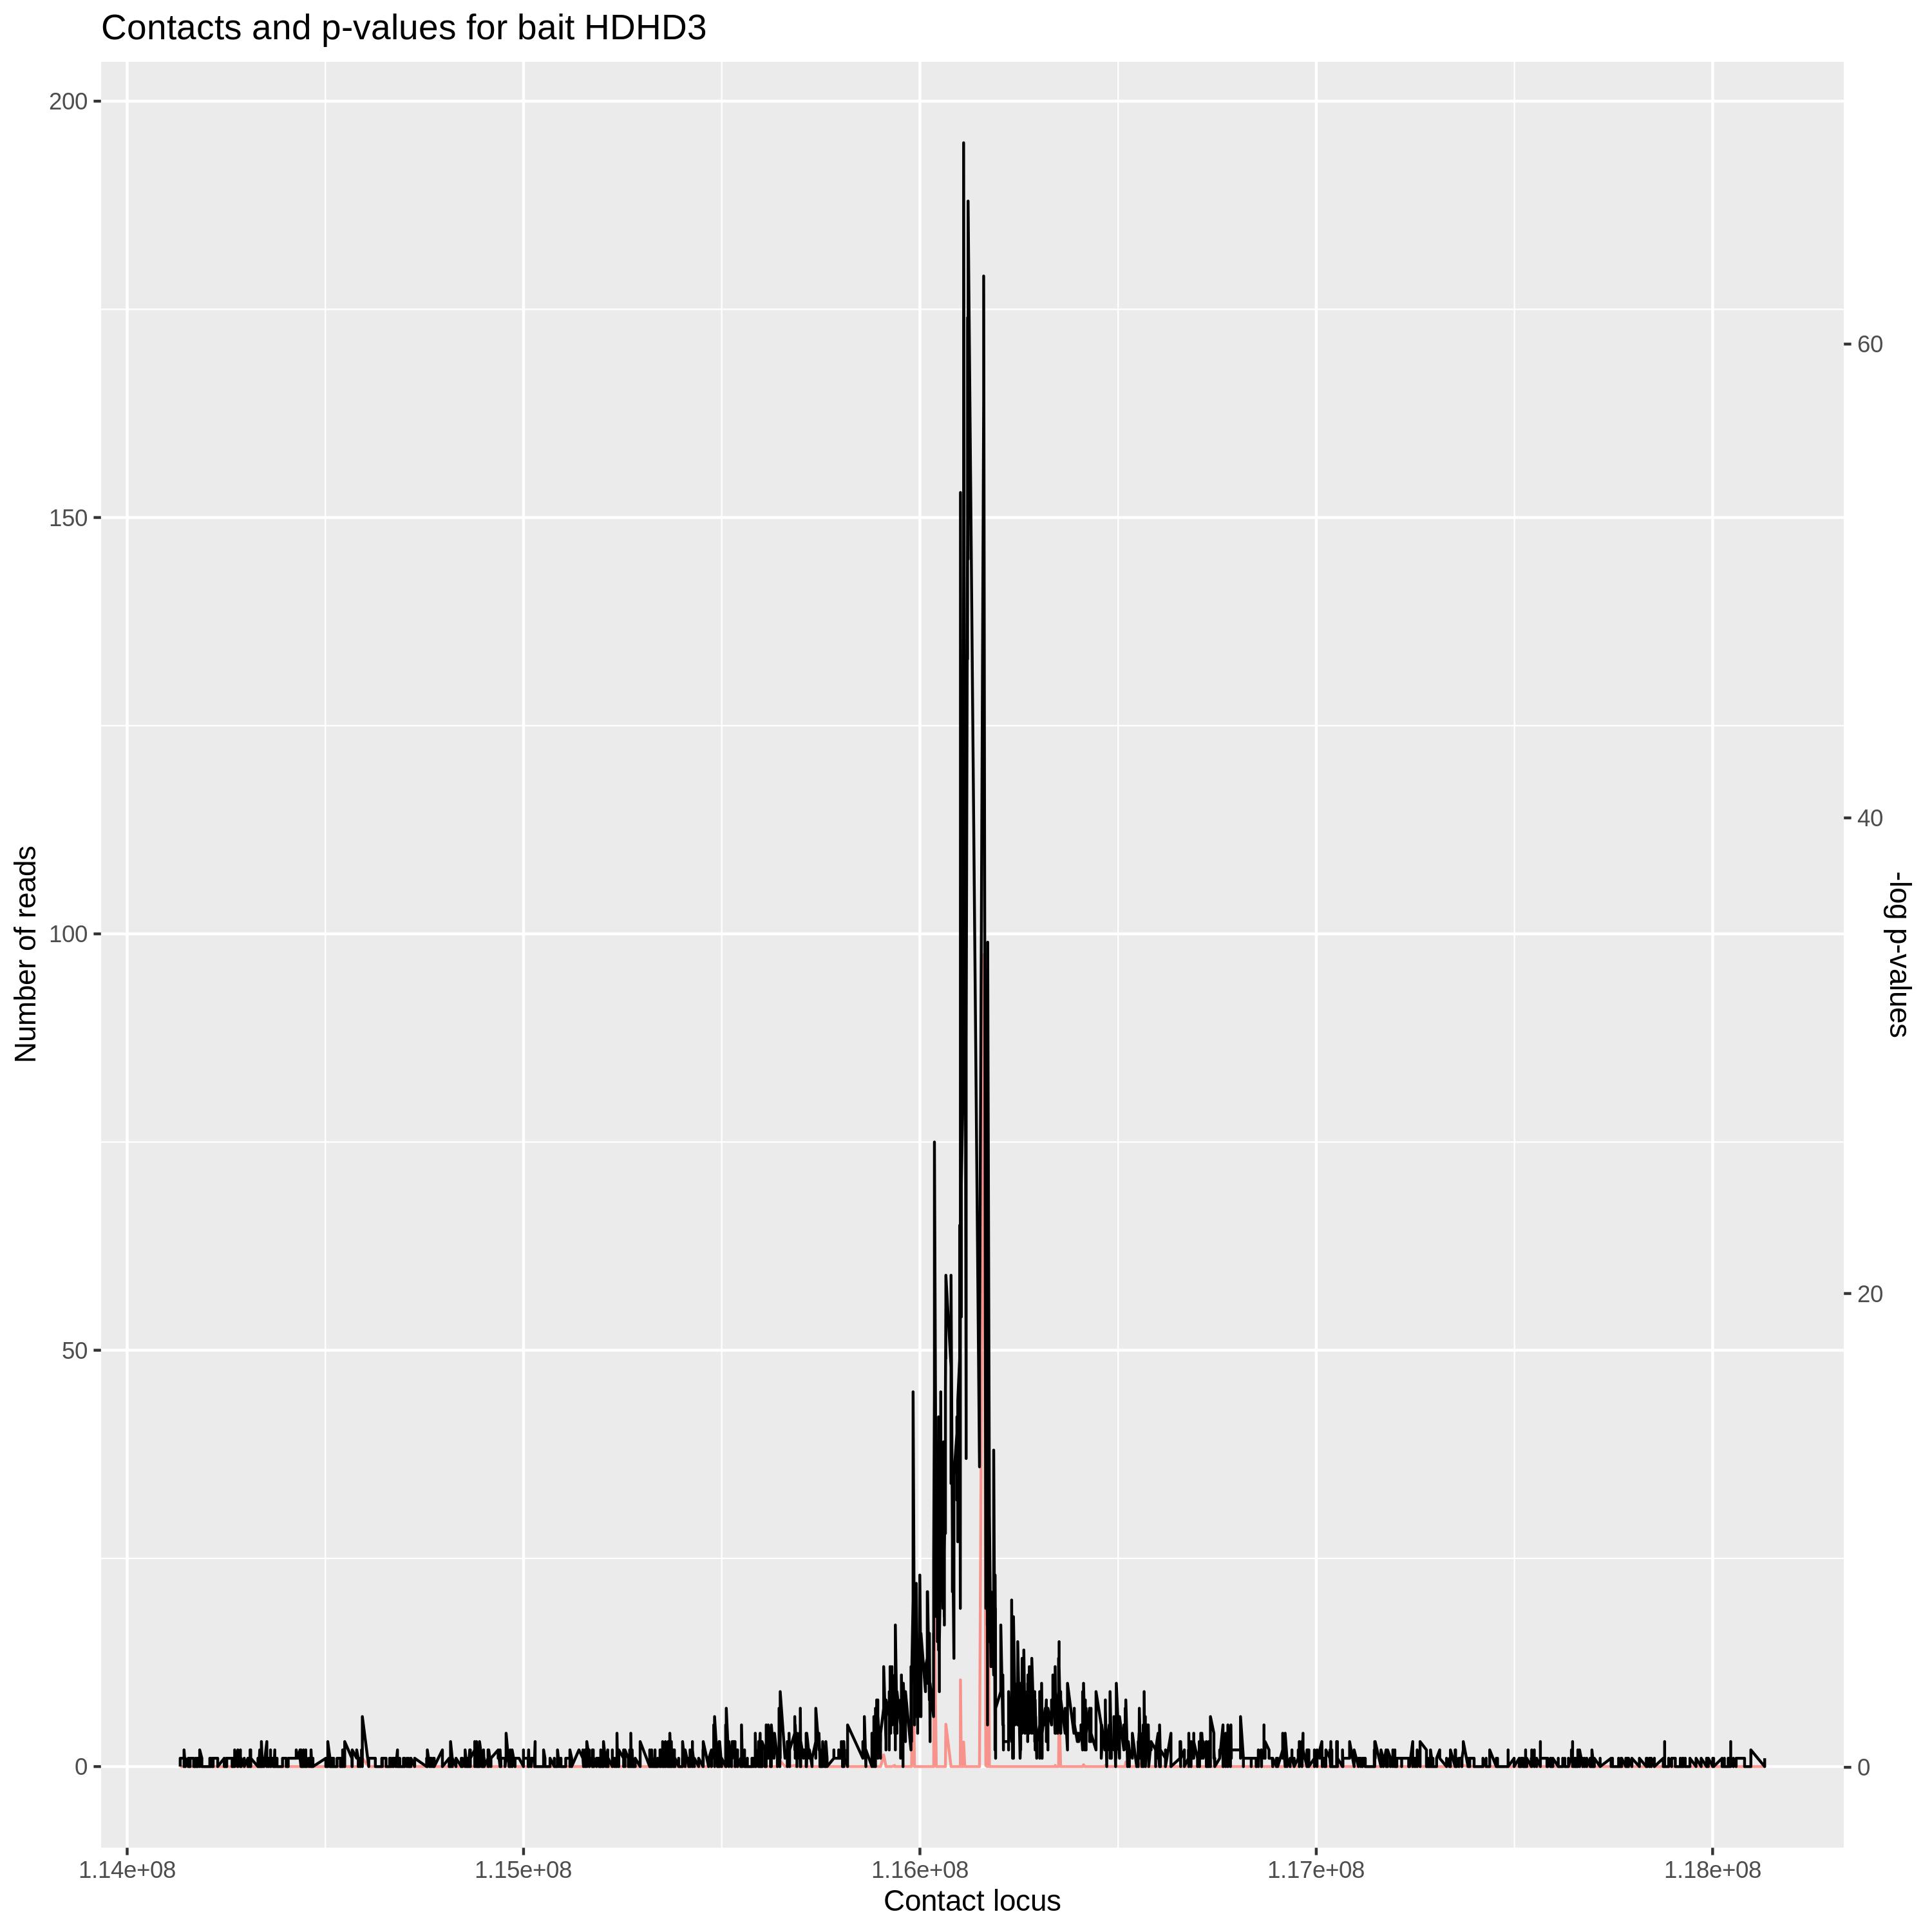 Contacts and p-values for bait HDHD3
200
150
100
50
0
Number of reads
60
40
20
0
-log p-values
1.14e+08
1.15e+08
1.16e+08
1.17e+08
1.18e+08
Contact locus